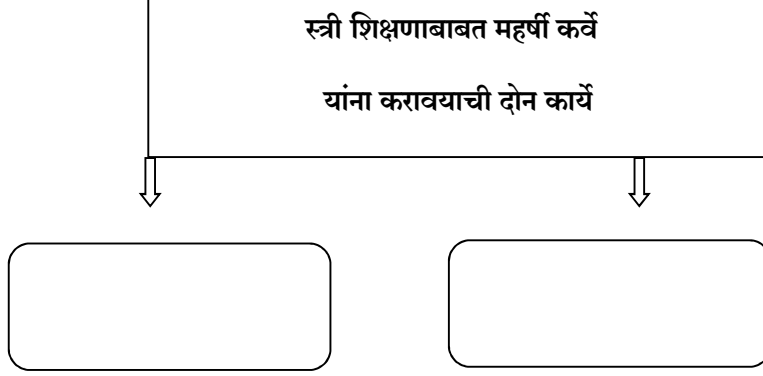 स्त्री शिक्षणाबाबत महर्षी कर्वे
यांना करावयाची दोन कार्ये